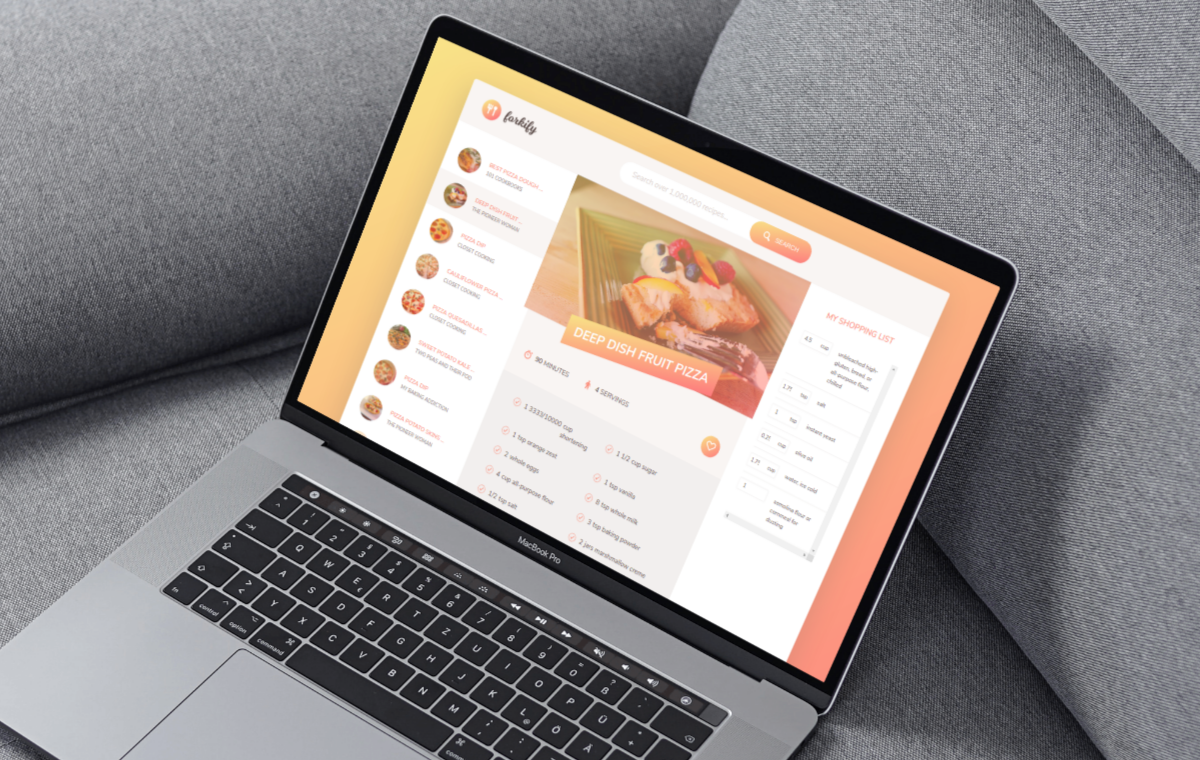 forkify
Search over 1,000,000 recipes...
SEARCH
BEST PIZZA DOUGH ...
101 COOKBOOKS
DEEP DISH FRUIT ...
THE PIONEER WOMAN
PIZZA DIP
CLOSET COOKING
CAULIFLOWER PIZZA ...
CLOSET COOKING
PIZZA QUESADILLAS ...
CLOSET COOKING
SWEET POTATO KALE ...
TWO PEAS AND THEIR POD
PIZZA DIP
MY BAKING ADDICTION
PIZZA POTATO SKINS ...
THE PIONEER WOMAN
DEEP DISH FRUIT PIZZA
90 MINUTES
4 SERVINGS
1 3333/10000 cup
shortening
1 tsp orange zest
2 whole eggs
4 cup all-purpose flour
1/2 tsp salt
1 1/2 cup sugar
1 tsp vanilla
8 tsp whole milk
3 tsp baking powder
2 jars marshmallow creme
MY SHOPPING LIST
4.5 cup unbleached high-
gluten, bread, or
all-purpose flour,
chilled
1.75 tsp salt
1 tsp instant yeast
0.25 cup olive oil
1.75 cup water, ice cold
1 semolina flour or
cornmeal for
dusting
MacBook Pro
Q W E R T Z U I O P Ü
A S D F G H J K L Ö Ä
Y X C V B N M
fn control option command